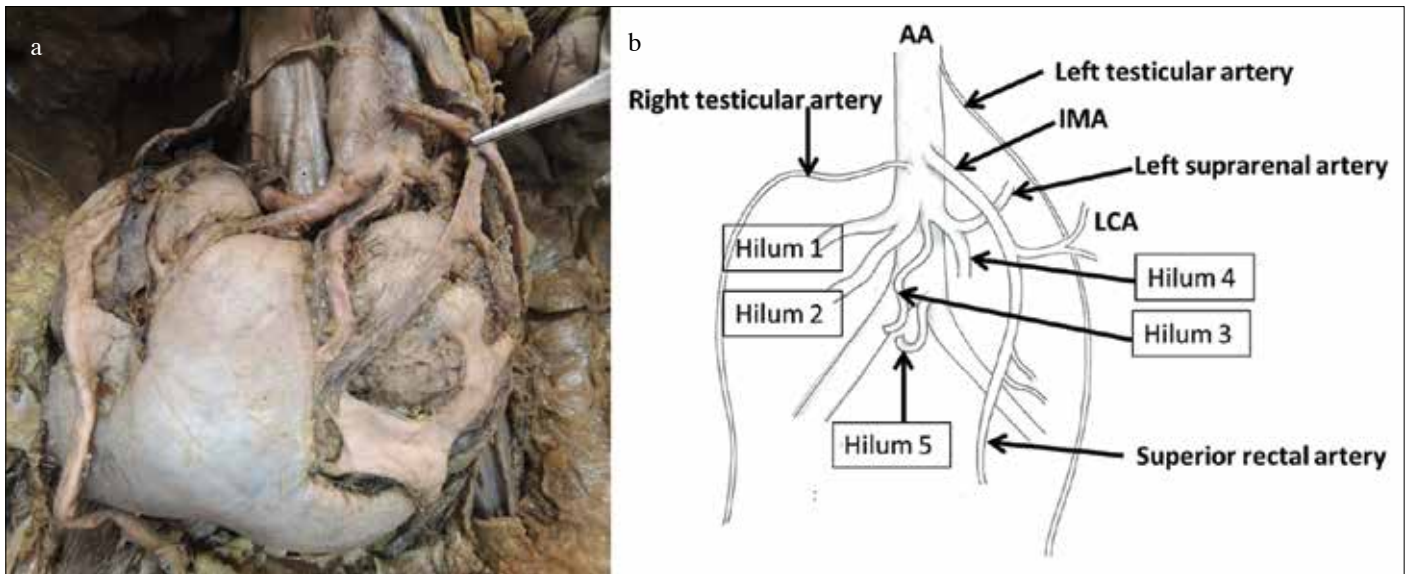 a
b
AA
Left testicular artery
Right testicular artery
IMA
Left suprarenal artery
LCA
Hilum 1
Hilum 4
Hilum 2
Hilum 3
Hilum 5
Superior rectal artery